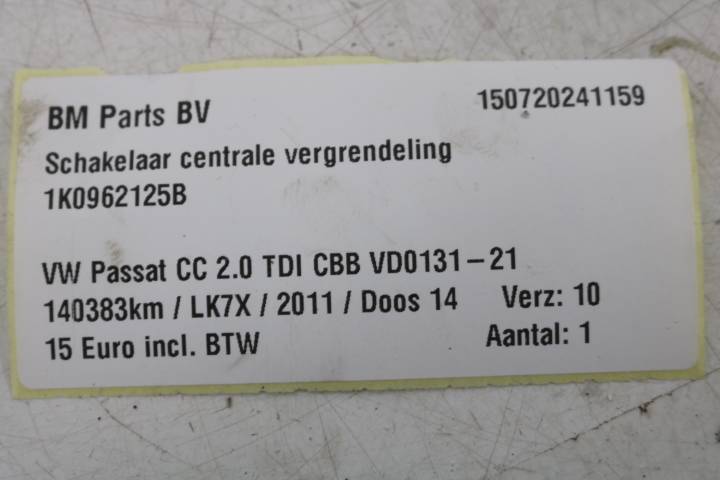 BM Parts BV 150720241159
Schakelaar centrale vergrendeling
1K0962125B
VW Passat CC 2.0 TDI CBB VD0131-21
140383km / LK7X / 2011 / Doos 14 Verz: 10
15 Euro incl. BTW Aantal: 1